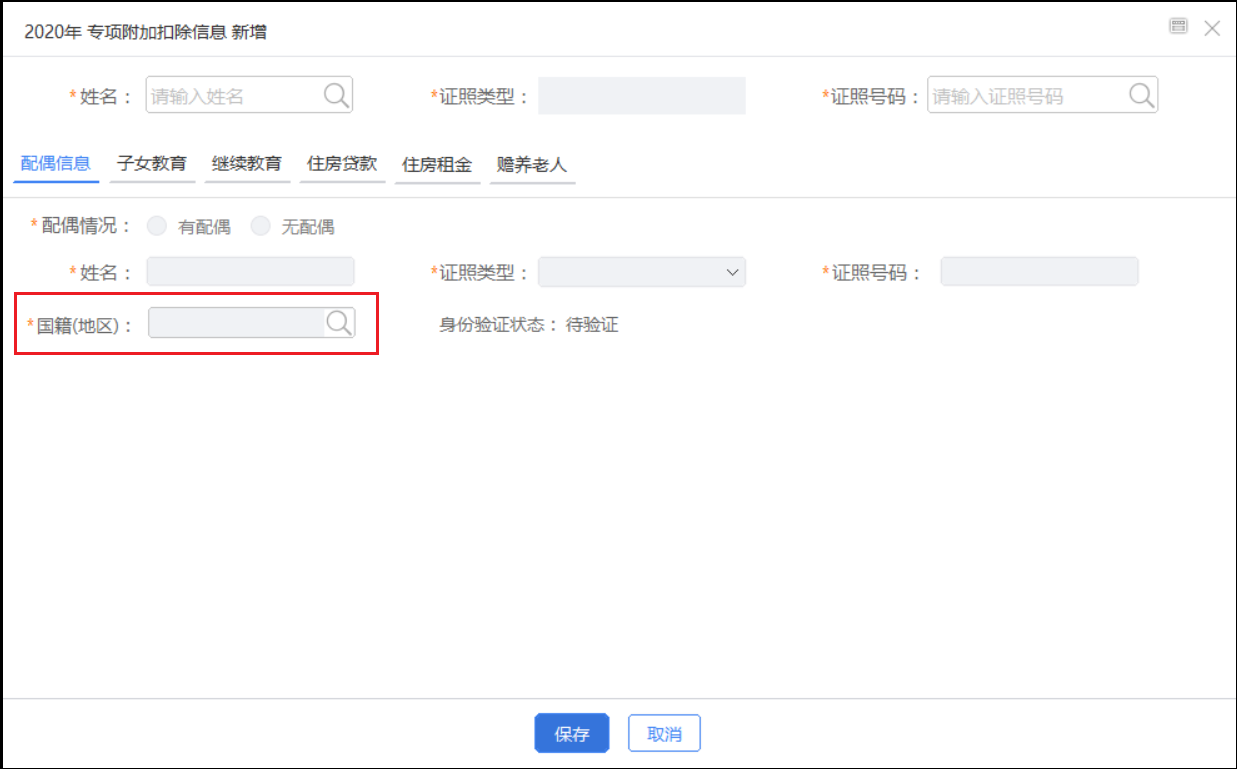 2020年 专项附加扣除信息 新增
*姓名： 请输入姓名 *证照类型： *证照号码： 请输入证照号码
配偶信息 子女教育 继续教育 住房贷款 住房租金 赡养老人
*配偶情况： 有配偶 无配偶
*姓名： *证照类型： *证照号码：
*国籍(地区)： 身份验证状态： 待验证
保存 取消